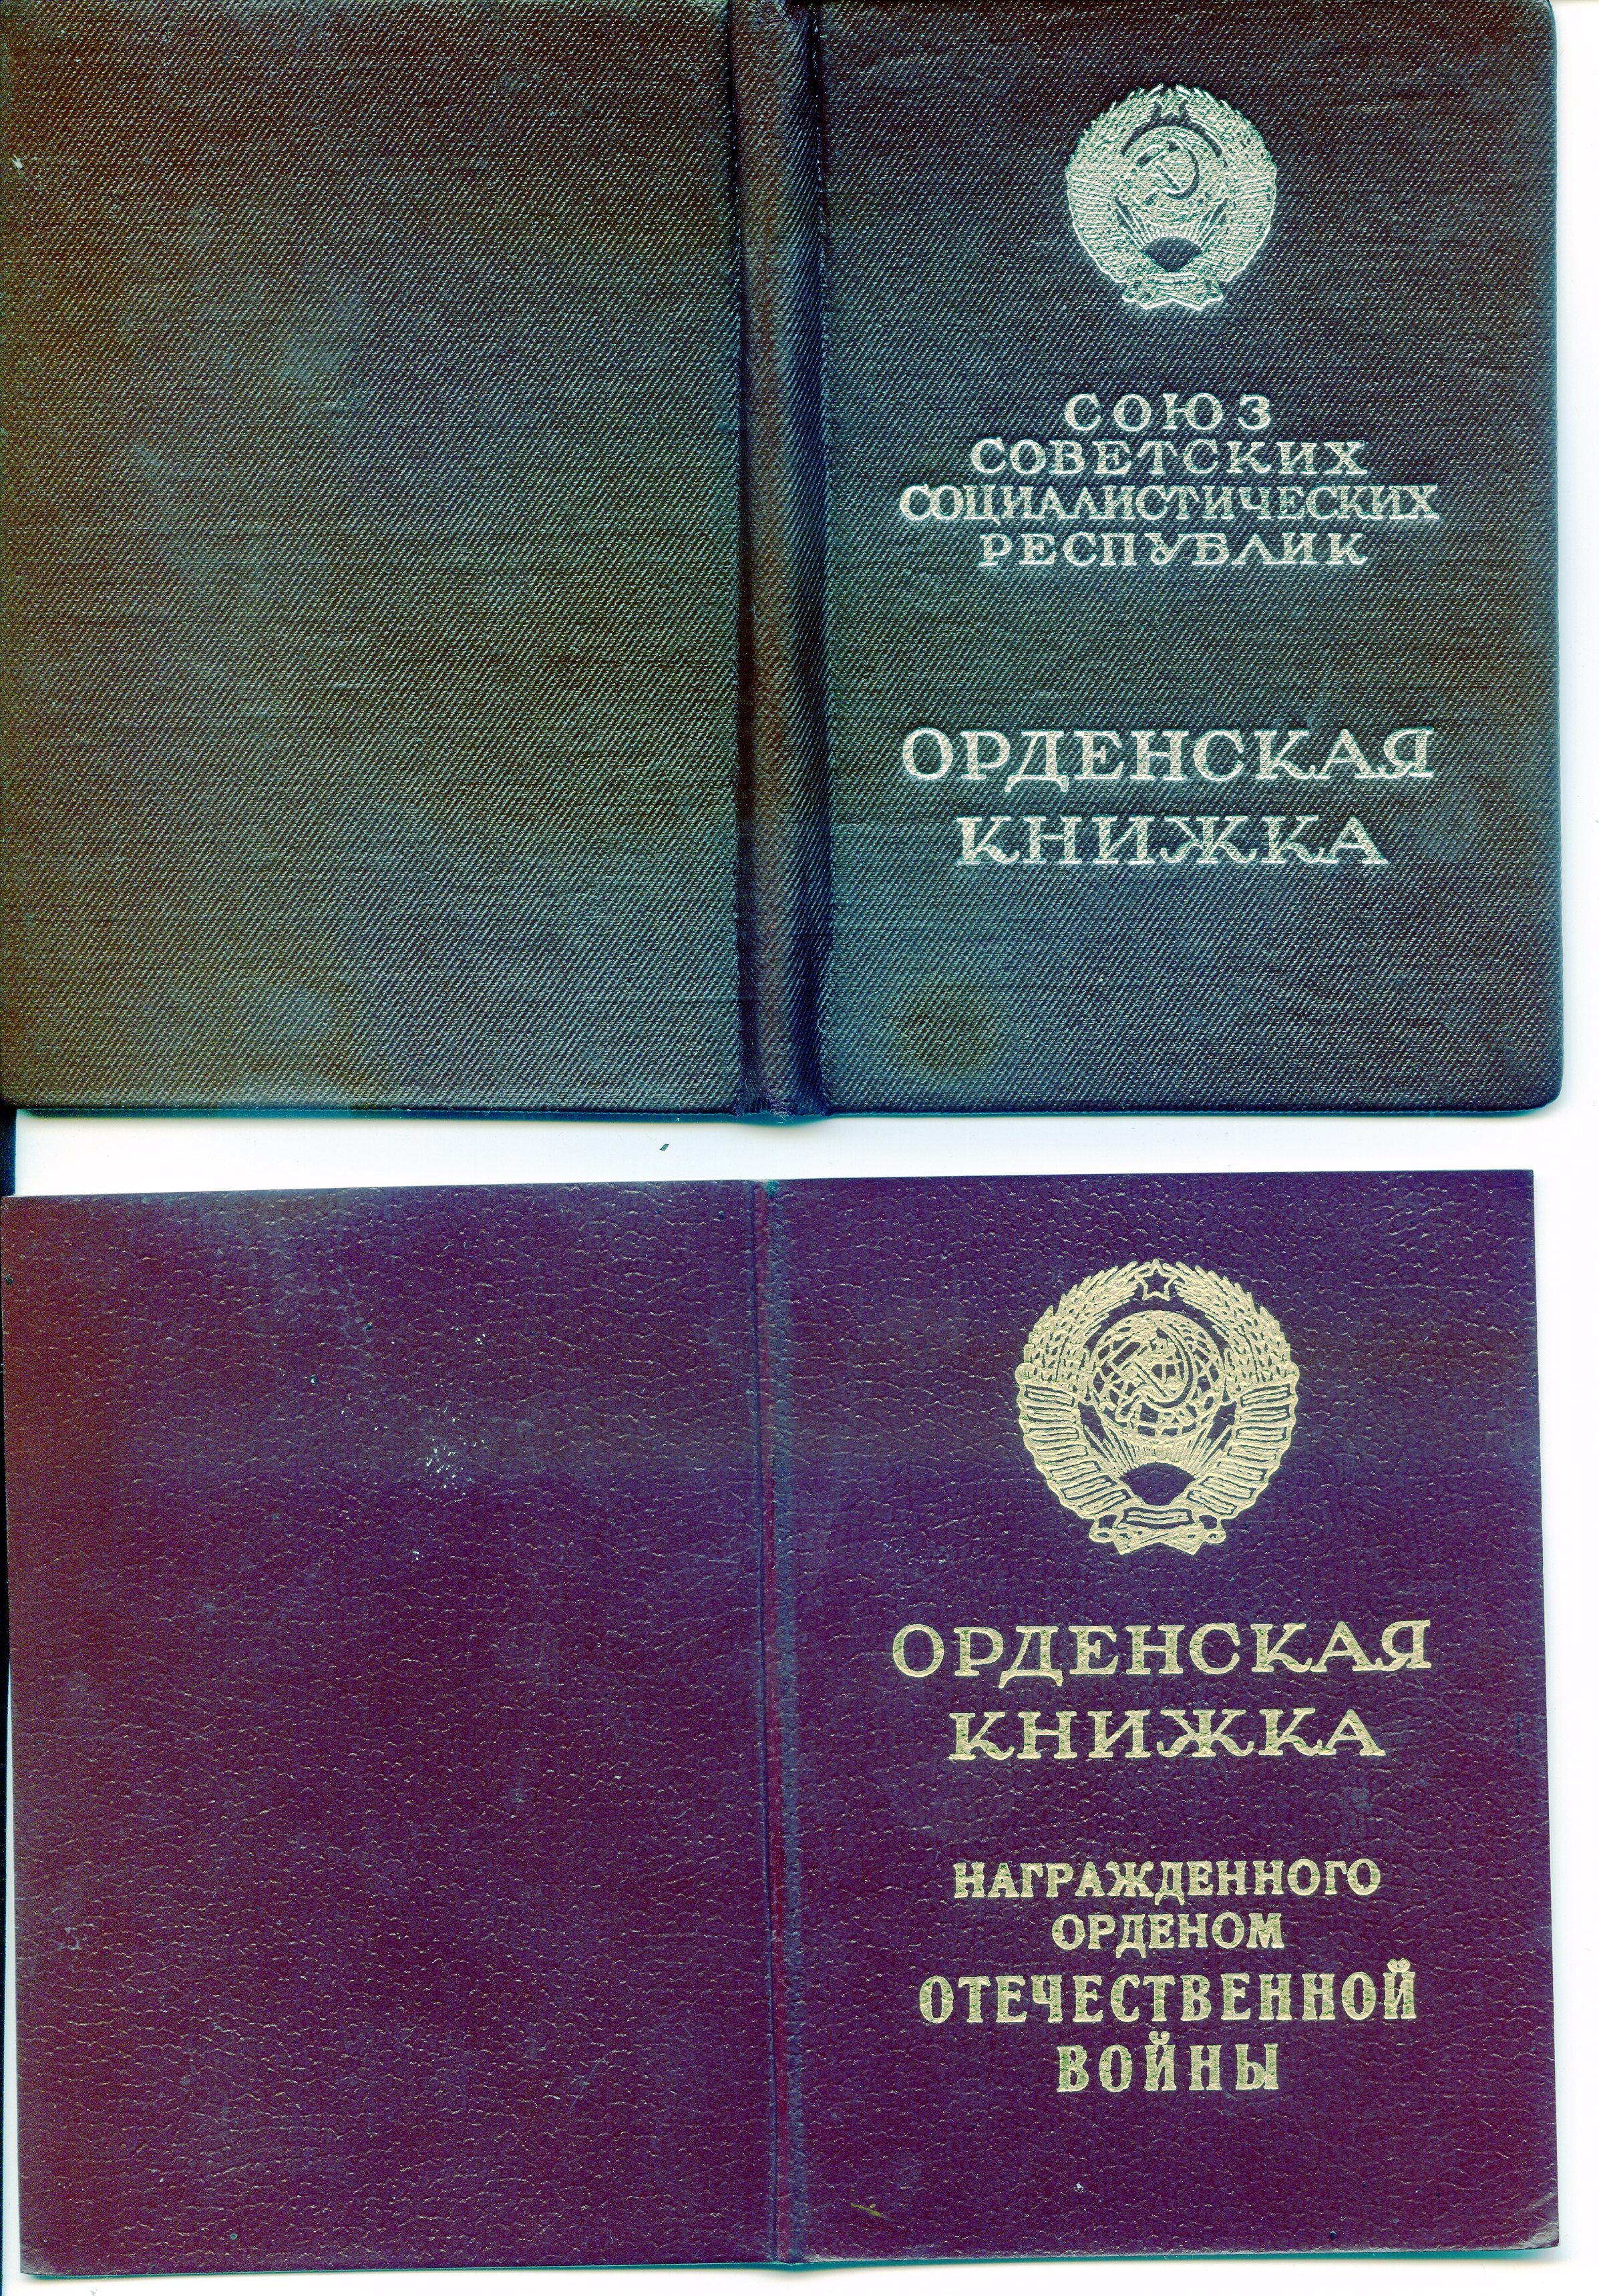 СОЮЗ
СОВЕТСКИХ
СОЦИАЛИСТИЧЕСКИХ
РЕСПУБЛИК
ОРДЕНСКАЯ
КНИЖКА
ОРДЕНСКАЯ
КНИЖКА
НАГРАЖДЕННОГО
ОРДЕНОМ
ОТЕЧЕСТВЕННОЙ
ВОЙНЫ